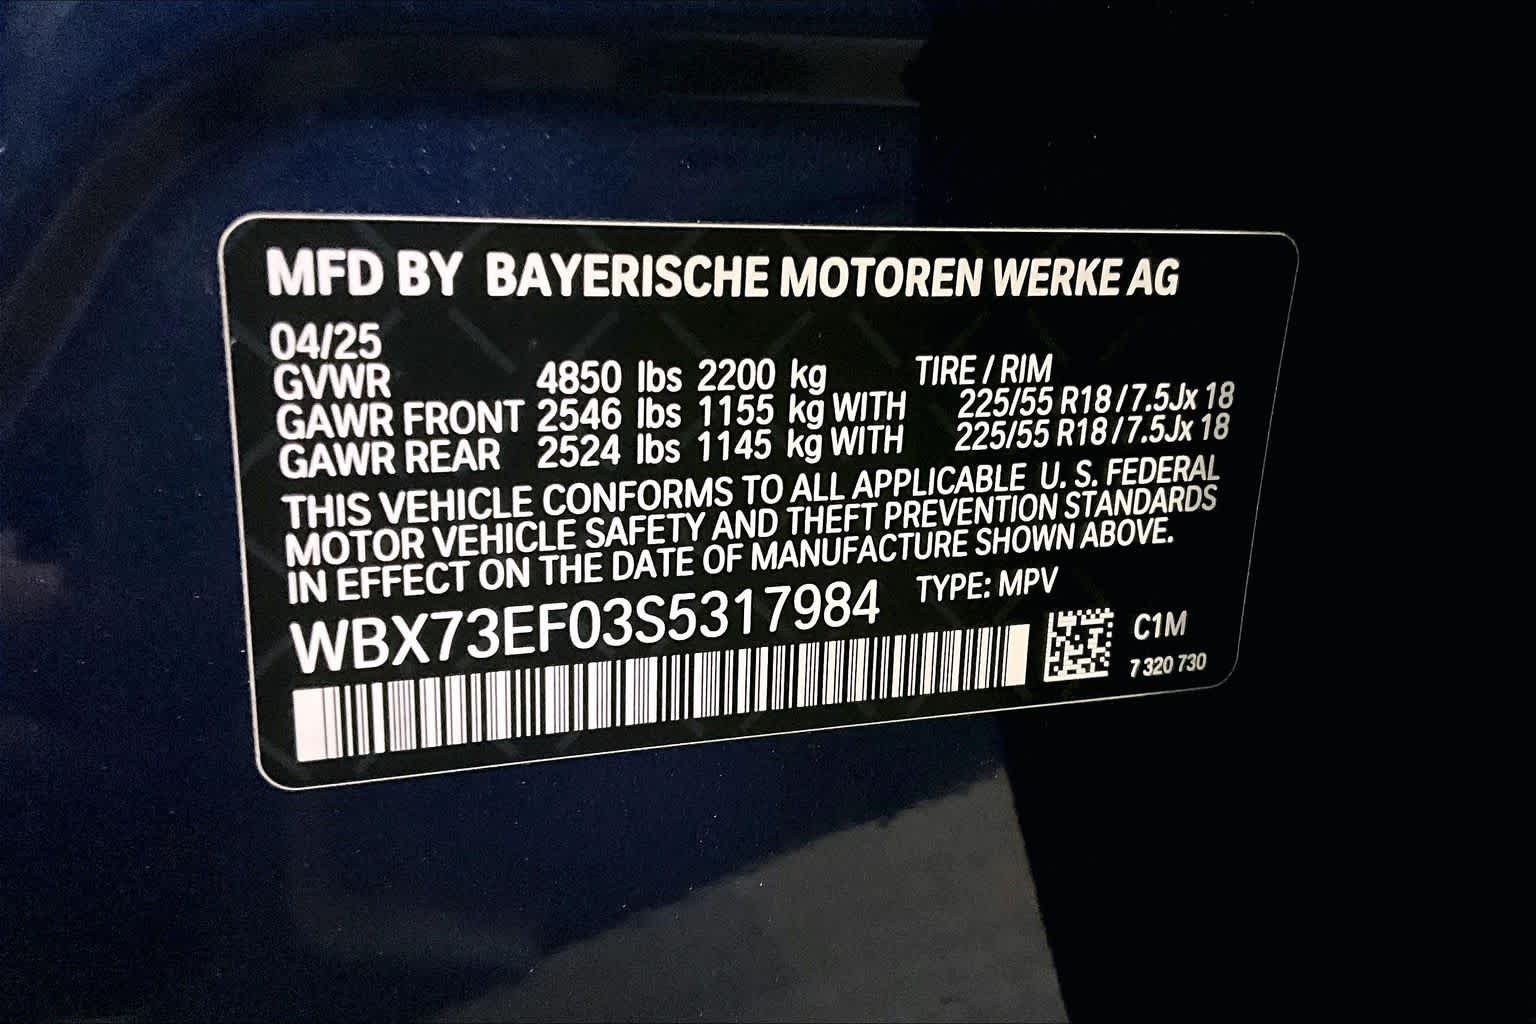 MFD BY BAYERISCHE MOTOREN WERKE AG
04/25
GVWR 4850 lbs 2200 kg TIRE / RIM
GAWR FRONT 2546 lbs 1155 kg WITH 225/55 R18 / 7.5Jx 18
GAWR REAR 2524 lbs 1145 kg WITH 225/55 R18 / 7.5Jx 18
THIS VEHICLE CONFORMS TO ALL APPLICABLE U. S. FEDERAL
MOTOR VEHICLE SAFETY AND THEFT PREVENTION STANDARDS
IN EFFECT ON THE DATE OF MANUFACTURE SHOWN ABOVE.
WBX73EF03S5317984 TYPE: MPV
C1M
7 320 730